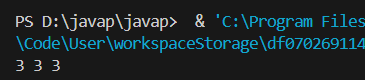 PS D:\javap\javap>  & 'C:\Program Files
\Code\User\workspaceStorage\df070269114
3 3 3